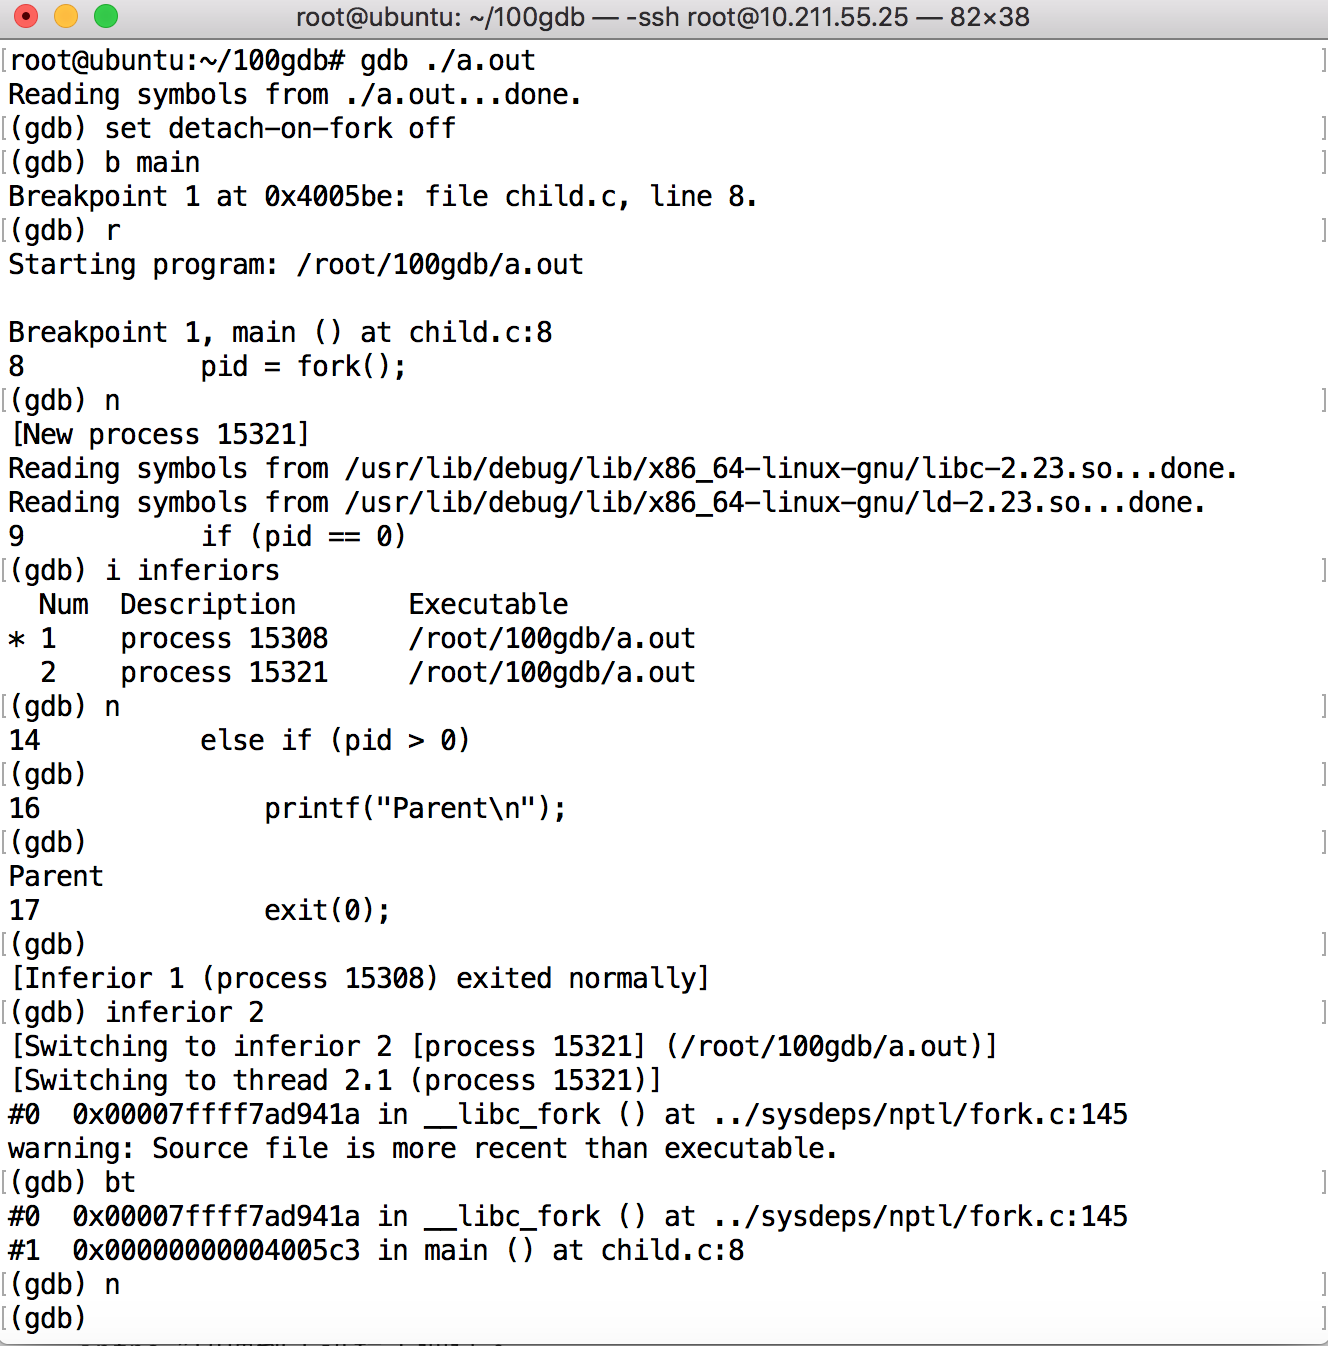 root@ubuntu: ~/100gdb — -ssh root@10.211.55.25 — 82×38
[root@ubuntu:~/100gdb# gdb ./a.out ]
Reading symbols from ./a.out...done.
[(gdb) set detach-on-fork off ]
[(gdb) b main ]
Breakpoint 1 at 0x4005be: file child.c, line 8.
[(gdb) r ]
Starting program: /root/100gdb/a.out
Breakpoint 1, main () at child.c:8
8 pid = fork();
[(gdb) n ]
[New process 15321]
Reading symbols from /usr/lib/debug/lib/x86_64-linux-gnu/libc-2.23.so...done.
Reading symbols from /usr/lib/debug/lib/x86_64-linux-gnu/ld-2.23.so...done.
9 if (pid == 0)
[(gdb) i inferiors ]
Num Description Executable
* 1 process 15308 /root/100gdb/a.out
2 process 15321 /root/100gdb/a.out
[(gdb) n ]
14 else if (pid > 0)
[(gdb) ]
16 printf("Parent\n");
[(gdb) ]
Parent
17 exit(0);
[(gdb) ]
[Inferior 1 (process 15308) exited normally]
[(gdb) inferior 2 ]
[Switching to inferior 2 [process 15321] (/root/100gdb/a.out)]
[Switching to thread 2.1 (process 15321)]
#0 0x00007ffff7ad941a in __libc_fork () at ../sysdeps/nptl/fork.c:145
warning: Source file is more recent than executable.
[(gdb) bt ]
#0 0x00007ffff7ad941a in __libc_fork () at ../sysdeps/nptl/fork.c:145
#1 0x00000000004005c3 in main () at child.c:8
[(gdb) n ]
[(gdb) ]